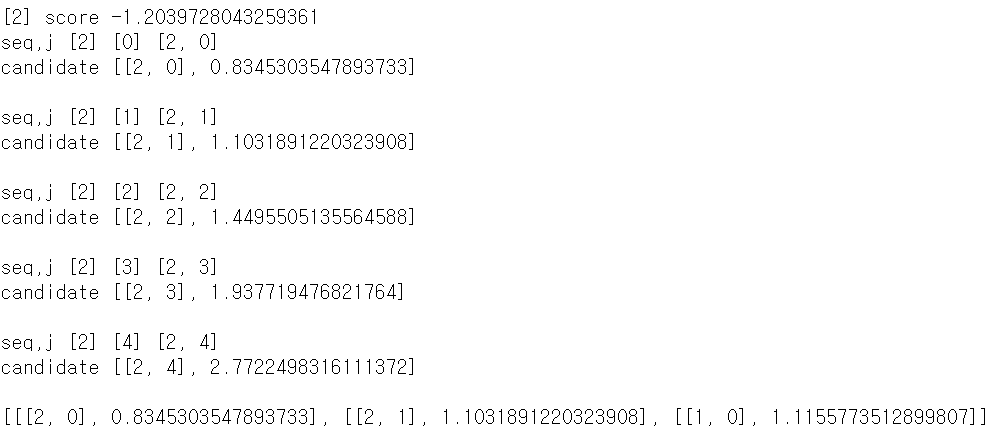 [2] score -1.2039728043259361
seq,j [2] [0] [2, 0]
candidate [[2, 0], 0.8345303547893733]
seq,j [2] [1] [2, 1]
candidate [[2, 1], 1.1031891220323908]
seq,j [2] [2] [2, 2]
candidate [[2, 2], 1.4495505135564588]
seq,j [2] [3] [2, 3]
candidate [[2, 3], 1.937719476821764]
seq,j [2] [4] [2, 4]
candidate [[2, 4], 2.7722498316111372]
[[[2, 0], 0.8345303547893733], [[2, 1], 1.1031891220323908], [[1, 0], 1.1155773512899807]]